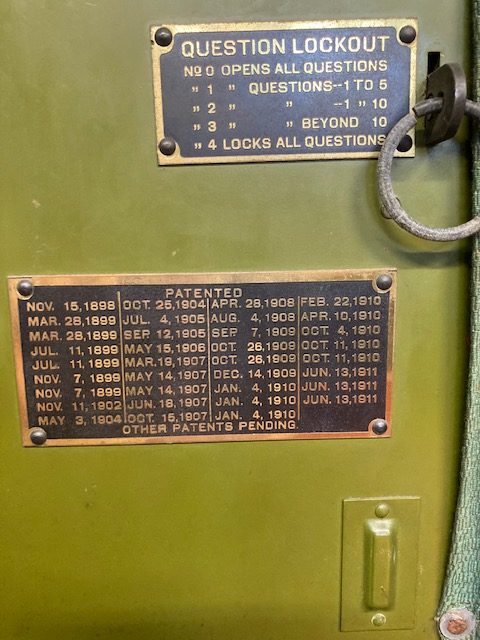 QUESTION LOCKOUT
No 0 OPENS ALL QUESTIONS
" 1 " QUESTIONS--1 TO 5
" 2 " " --1 " 10
" 3 " " BEYOND 10
" 4 LOCKS ALL QUESTIONS
PATENTED
NOV. 15,1898 OCT. 25,1904 APR. 28,1908 FEB. 22,1910
MAR. 28,1899 JUL. 4,1905 AUG. 4,1908 APR. 10,1910
MAR. 28,1899 SEP. 12,1905 SEP. 7,1909 OCT. 4,1910
JUL. 11,1899 MAY 15,1906 OCT. 26,1909 OCT. 11,1910
JUL. 11,1899 MAR. 19,1907 OCT. 26,1909 OCT. 11,1910
NOV. 7,1899 MAY 14,1907 DEC. 14,1909 JUN. 13,1911
NOV. 7,1899 MAY 14,1907 JAN. 4,1910 JUN. 13,1911
NOV. 11,1902 JUN. 18,1907 JAN. 4,1910 JUN. 13,1911
MAY 3,1904 OCT. 15,1907 JAN. 4,1910
OTHER PATENTS PENDING.